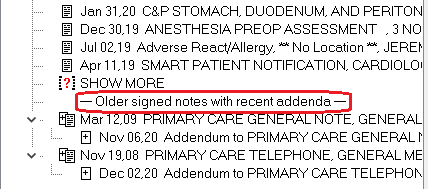 Jan 31,20 C&P STOMACH, DUODENUM, AND PERITON
Dec 30,19 ANESTHESIA PREOP ASSESSMENT , 3 NO
Jul 02,19 Adverse React/Allergy, ** No Location **, JEREM
Apr 11,19 SMART PATIENT NOTIFICATION, CARDIOLO
[?] SHOW MORE
— Older signed notes with recent addenda —
Mar 12,09 PRIMARY CARE GENERAL NOTE, GENERAL
Nov 06,20 Addendum to PRIMARY CARE GENERAL N
Nov 19,08 PRIMARY CARE TELEPHONE, GENERAL ME
Dec 02,20 Addendum to PRIMARY CARE TELEPHON